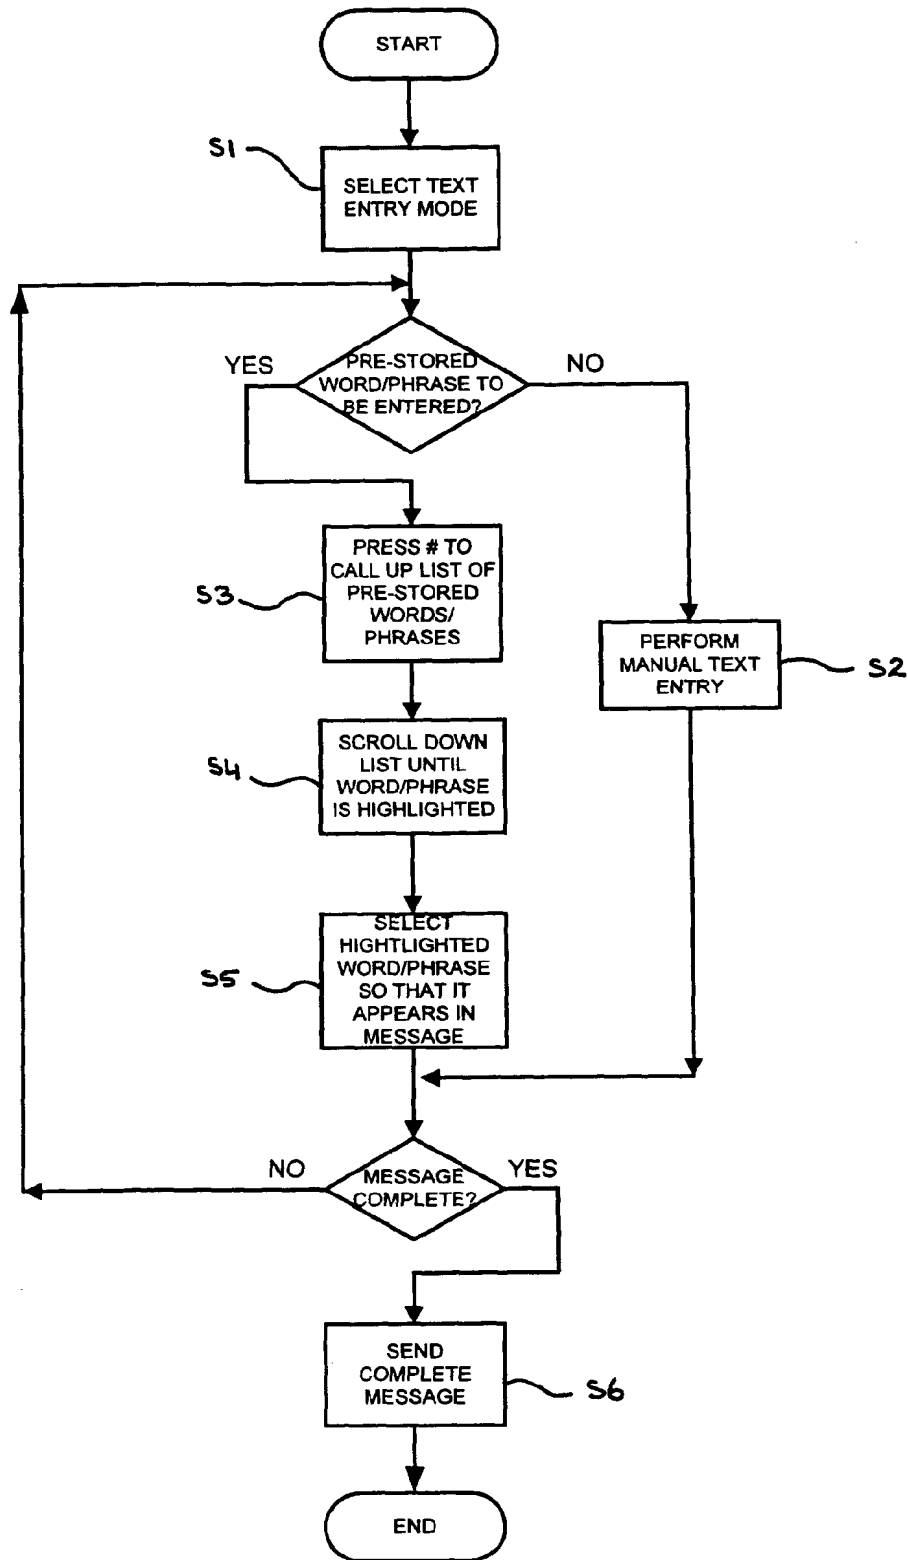 START
S1
SELECT TEXT
ENTRY MODE
YES
PRE-STORED
WORD/PHRASE TO
BE ENTERED?
NO
PRESS # TO
CALL UP LIST OF
PRE-STORED
WORDS/
PHRASES
S3
PERFORM
MANUAL TEXT
ENTRY
S2
SCROLL DOWN
LIST UNTIL
WORD/PHRASE
IS HIGHLIGHTED
S4
SELECT
HIGHTLIGHTED
WORD/PHRASE
SO THAT IT
APPEARS IN
MESSAGE
S5
NO
MESSAGE
COMPLETE?
YES
SEND
COMPLETE
MESSAGE
S6
END